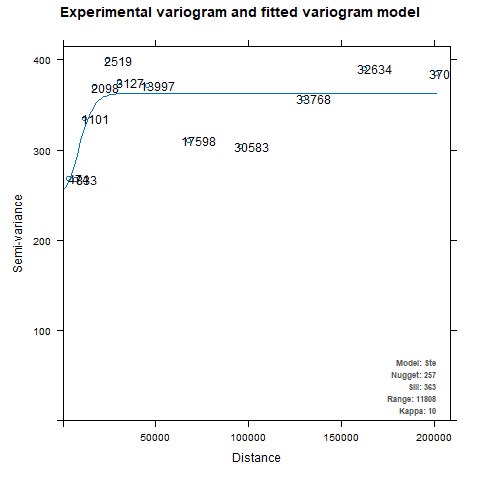 Experimental variogram and fitted variogram model
400
300
200
100
Semi-variance
2519
32634
370
3127
13997
2098
33768
1101
17598
30583
Model: Ste
Nugget: 257
Sill: 363
Range: 11808
Kappa: 10
50000
100000
150000
200000
Distance